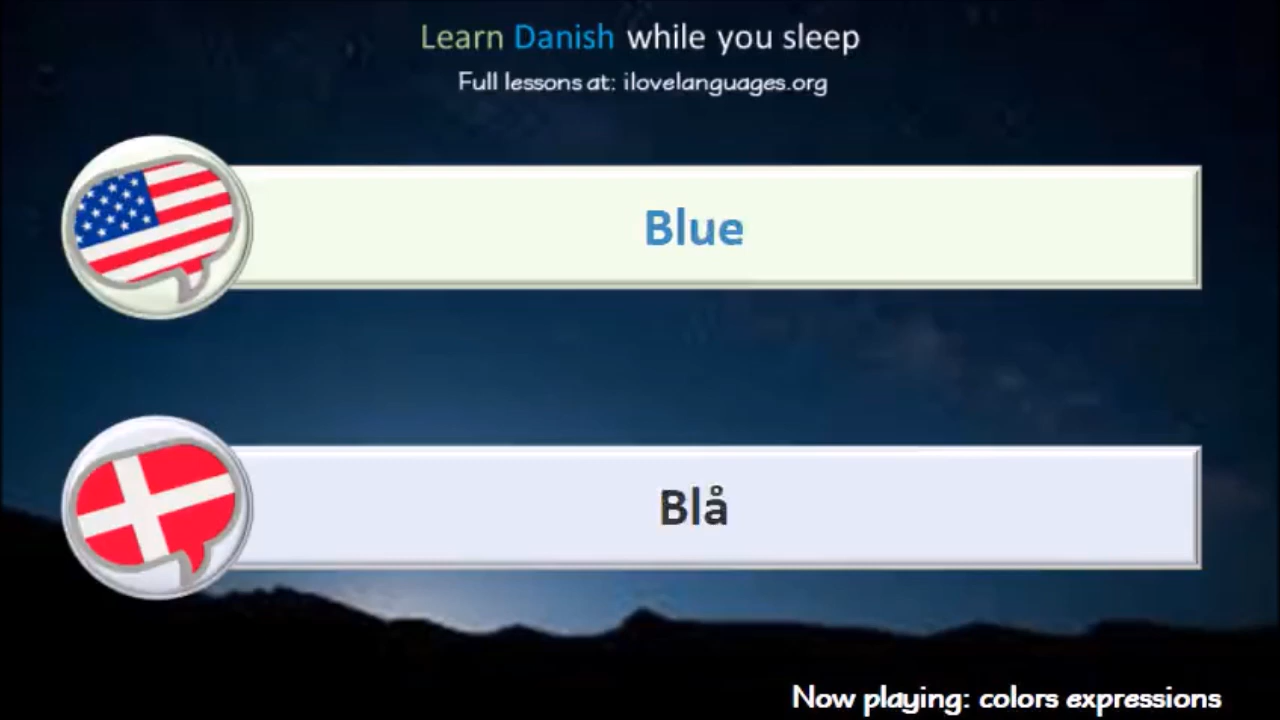 Learn Danish while you sleep
Full lessons at: ilovelanguages.org
Blue
Blå
Now playing: colors expressions